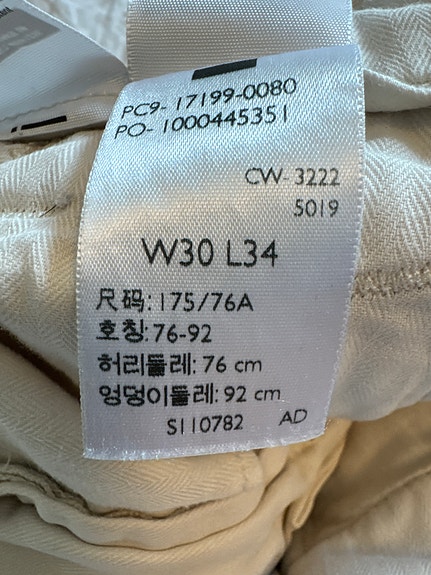 PC9- 17199-0080
PO- 1000445351
CW- 3222
5019
W30 L34
尺码: 175/76A
호칭: 76-92
허리둘레: 76 cm
엉덩이둘레: 92 cm
S110782 AD